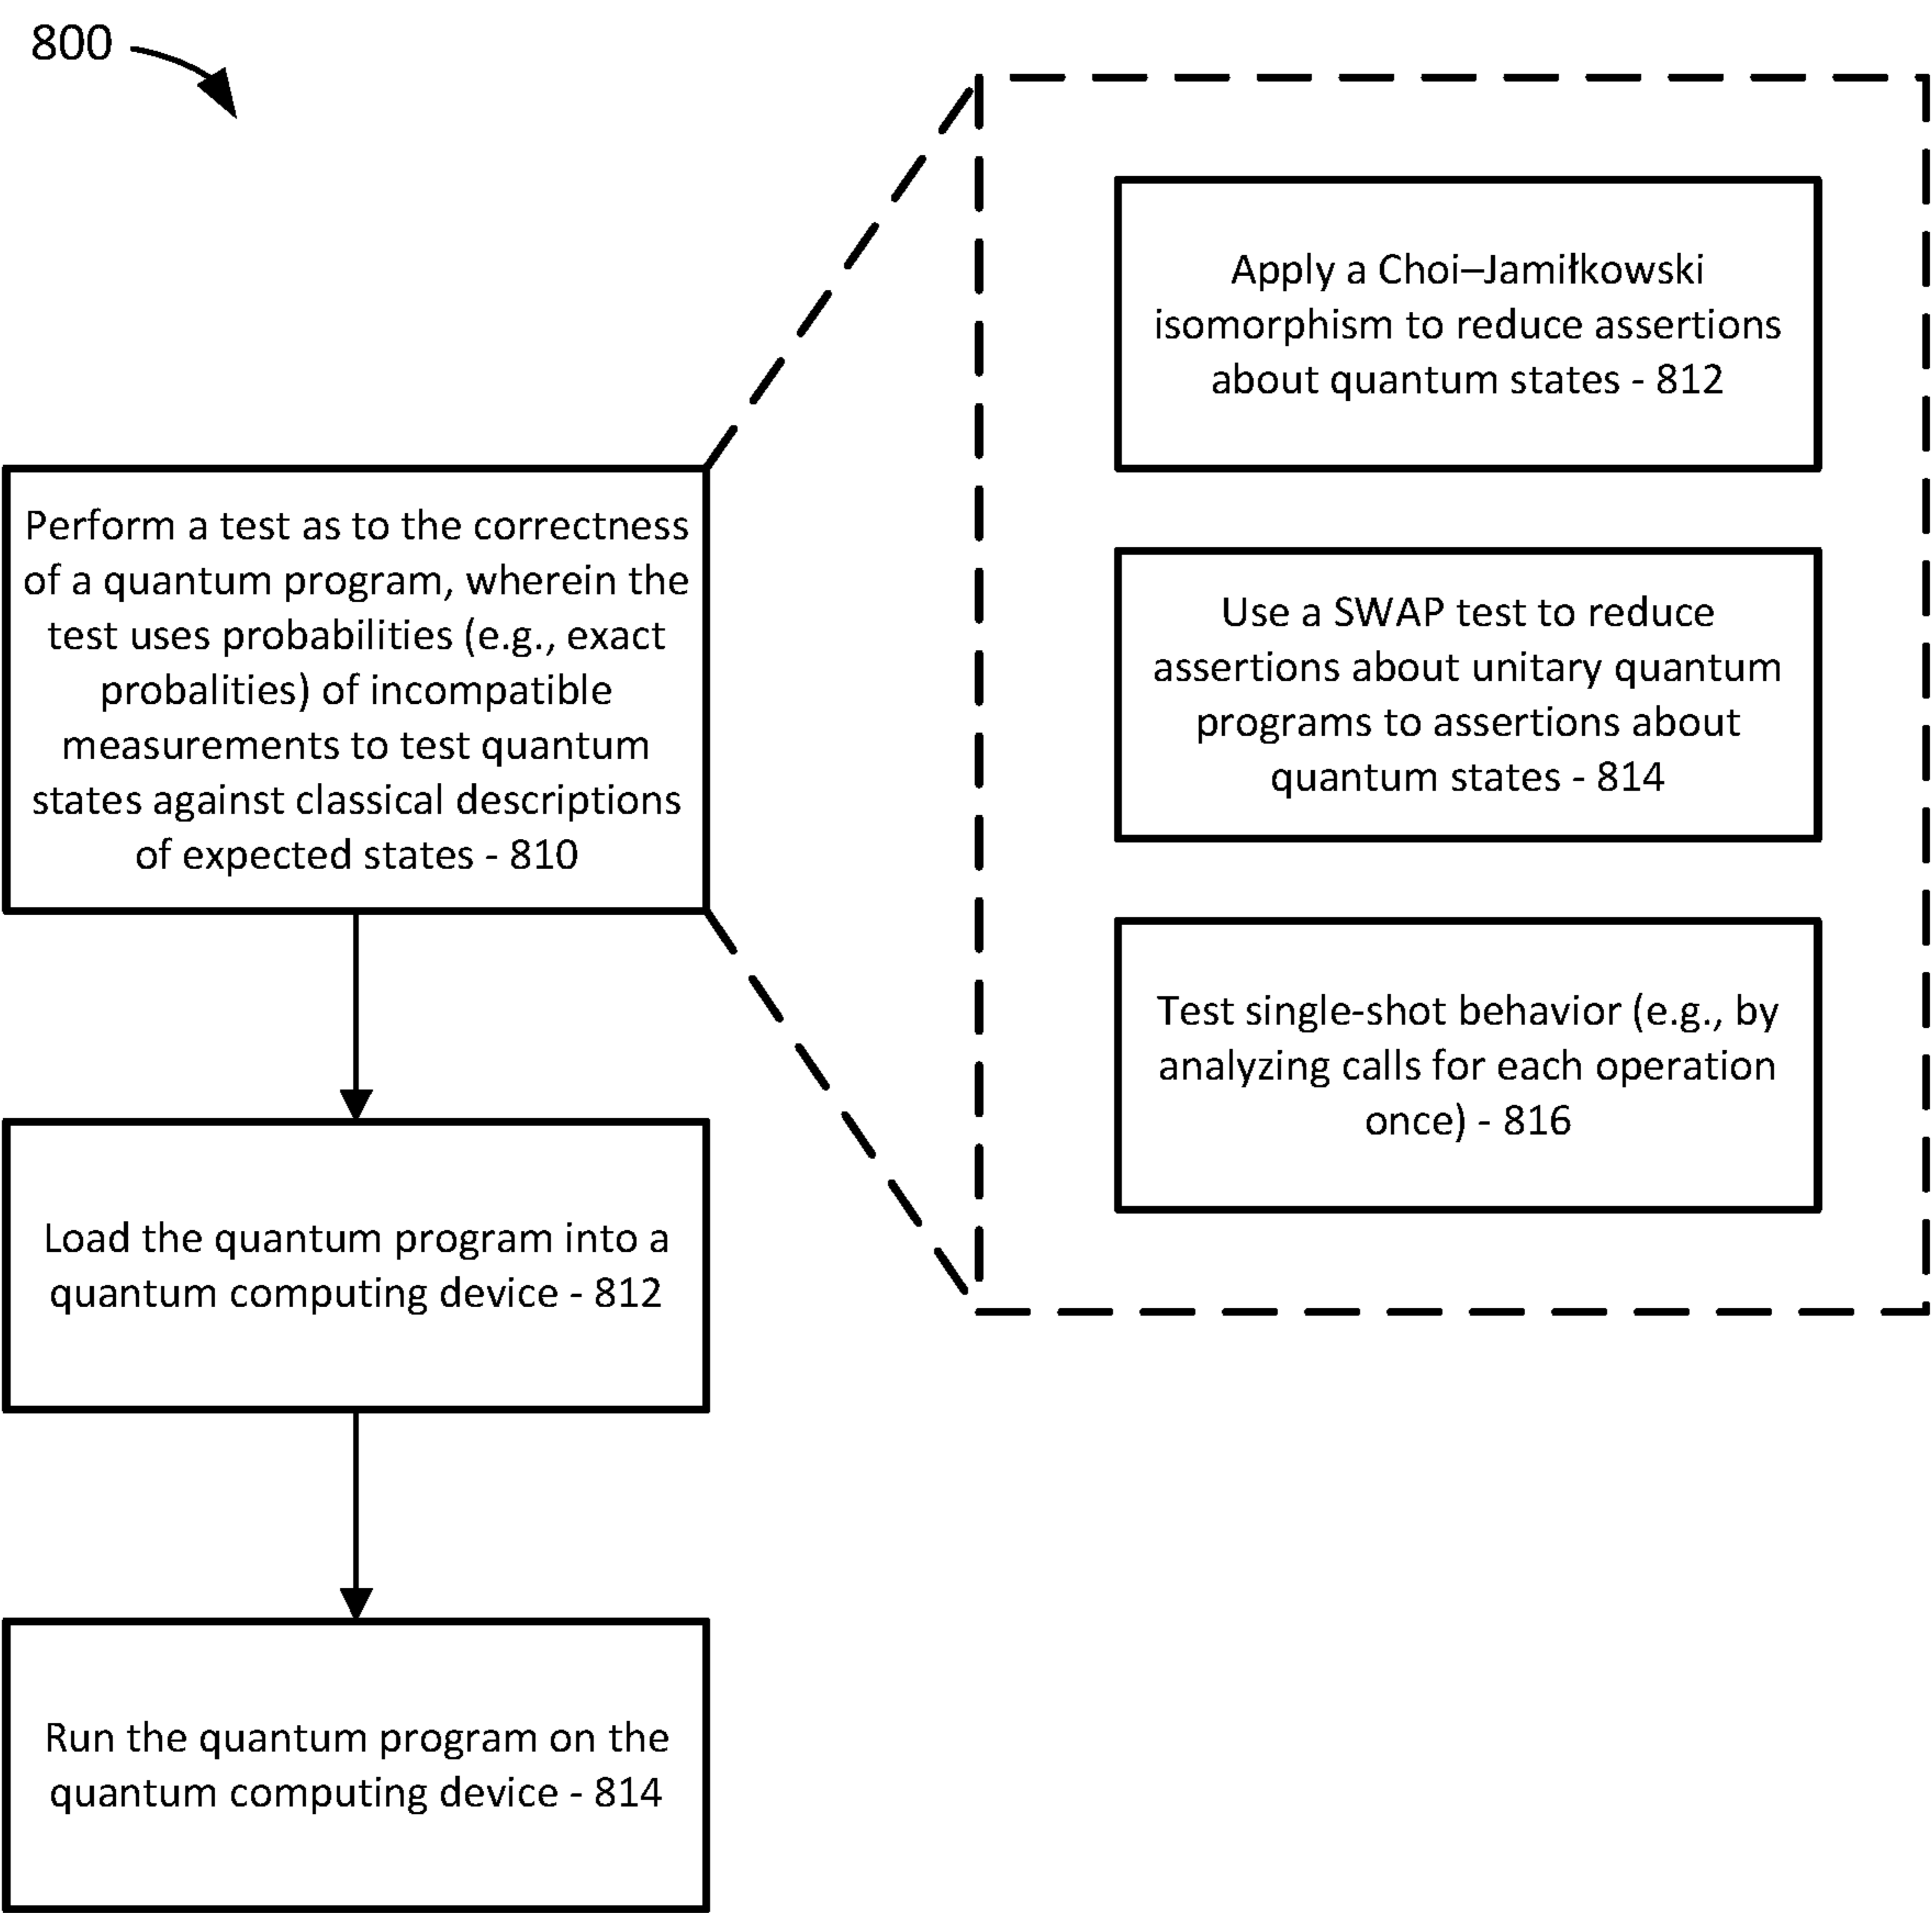 800
Perform a test as to the correctness
of a quantum program, wherein the
test uses probabilities (e.g., exact
probalities) of incompatible
measurements to test quantum
states against classical descriptions
of expected states - 810
Load the quantum program into a
quantum computing device - 812
Run the quantum program on the
quantum computing device - 814
Apply a Choi–Jamiłkowski
isomorphism to reduce assertions
about quantum states - 812
Use a SWAP test to reduce
assertions about unitary quantum
programs to assertions about
quantum states - 814
Test single-shot behavior (e.g., by
analyzing calls for each operation
once) - 816